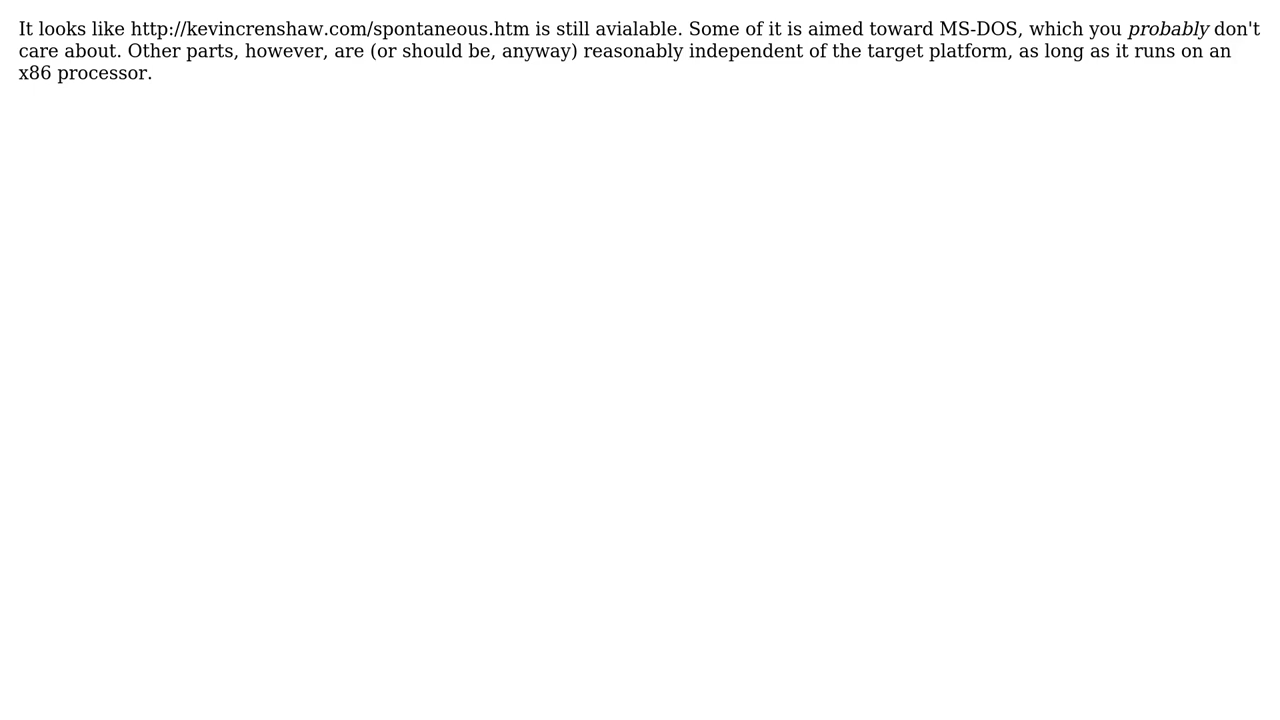 It looks like http://kevincrenshaw.com/spontaneous.htm is still avialable. Some of it is aimed toward MS-DOS, which you probably don't
care about. Other parts, however, are (or should be, anyway) reasonably independent of the target platform, as long as it runs on an
x86 processor.